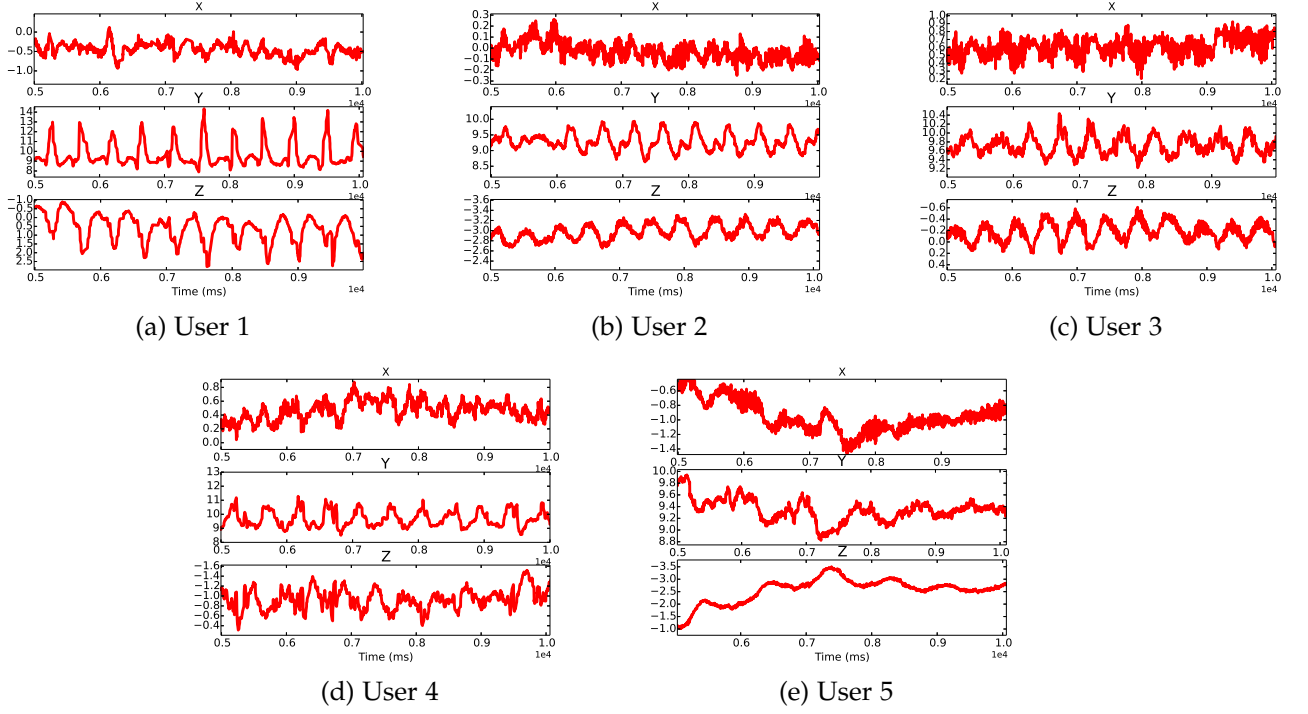 X
0.0
−0.5
−1.0
0.5 0.6 0.7 0.8 0.9 1.0
1e4
Y
14
13
12
11
10
9
8
0.5 0.6 0.7 0.8 0.9 1.0
Z
−1.0
−0.5
0.0
0.5
1.0
1.5
2.0
2.5
0.5 0.6 0.7 0.8 0.9 1.0
Time (ms) 1e4
(a) User 1
X
0.3
0.2
0.1
0.0
−0.1
−0.2
−0.3
0.5 0.6 0.7 0.8 0.9 1.0
1e4
Y
10.0
9.5
9.0
8.5
0.5 0.6 0.7 0.8 0.9 1.0
Z
−3.6
−3.4
−3.2
−3.0
−2.8
−2.6
−2.4
0.5 0.6 0.7 0.8 0.9 1.0
Time (ms) 1e4
(b) User 2
X
1.0
0.9
0.8
0.7
0.6
0.5
0.4
0.3
0.2
0.5 0.6 0.7 0.8 0.9 1.0
1e4
Y
10.4
10.2
10.0
9.8
9.6
9.4
9.2
0.5 0.6 0.7 0.8 0.9
Z
−0.6
−0.4
−0.2
0.0
0.2
0.4
0.5 0.6 0.7 0.8 0.9 1.0
Time (ms) 1e4
(c) User 3
X
0.8
0.6
0.4
0.2
0.0
0.5 0.6 0.7 0.8 0.9 1.0
1e4
Y
13
12
11
10
9
8
0.5 0.6 0.7 0.8 0.9 1.0
1e4
Z
−1.6
−1.4
−1.2
−1.0
−0.8
−0.6
−0.4
0.5 0.6 0.7 0.8 0.9 1.0
Time (ms) 1e4
(d) User 4
X
−0.6
−0.8
−1.0
−1.2
−1.4
0.5 0.6 0.7 0.8 0.9
Y
10.0
9.6
9.4
9.2
9.0
8.8
0.5 0.6 0.7 0.8 0.9 1.0
Z
−3.5
−2.5
−2.0
−1.5
−1.0
0.6 0.7 0.8 0.9 1.0
Time (ms) 1e4
(e) User 5